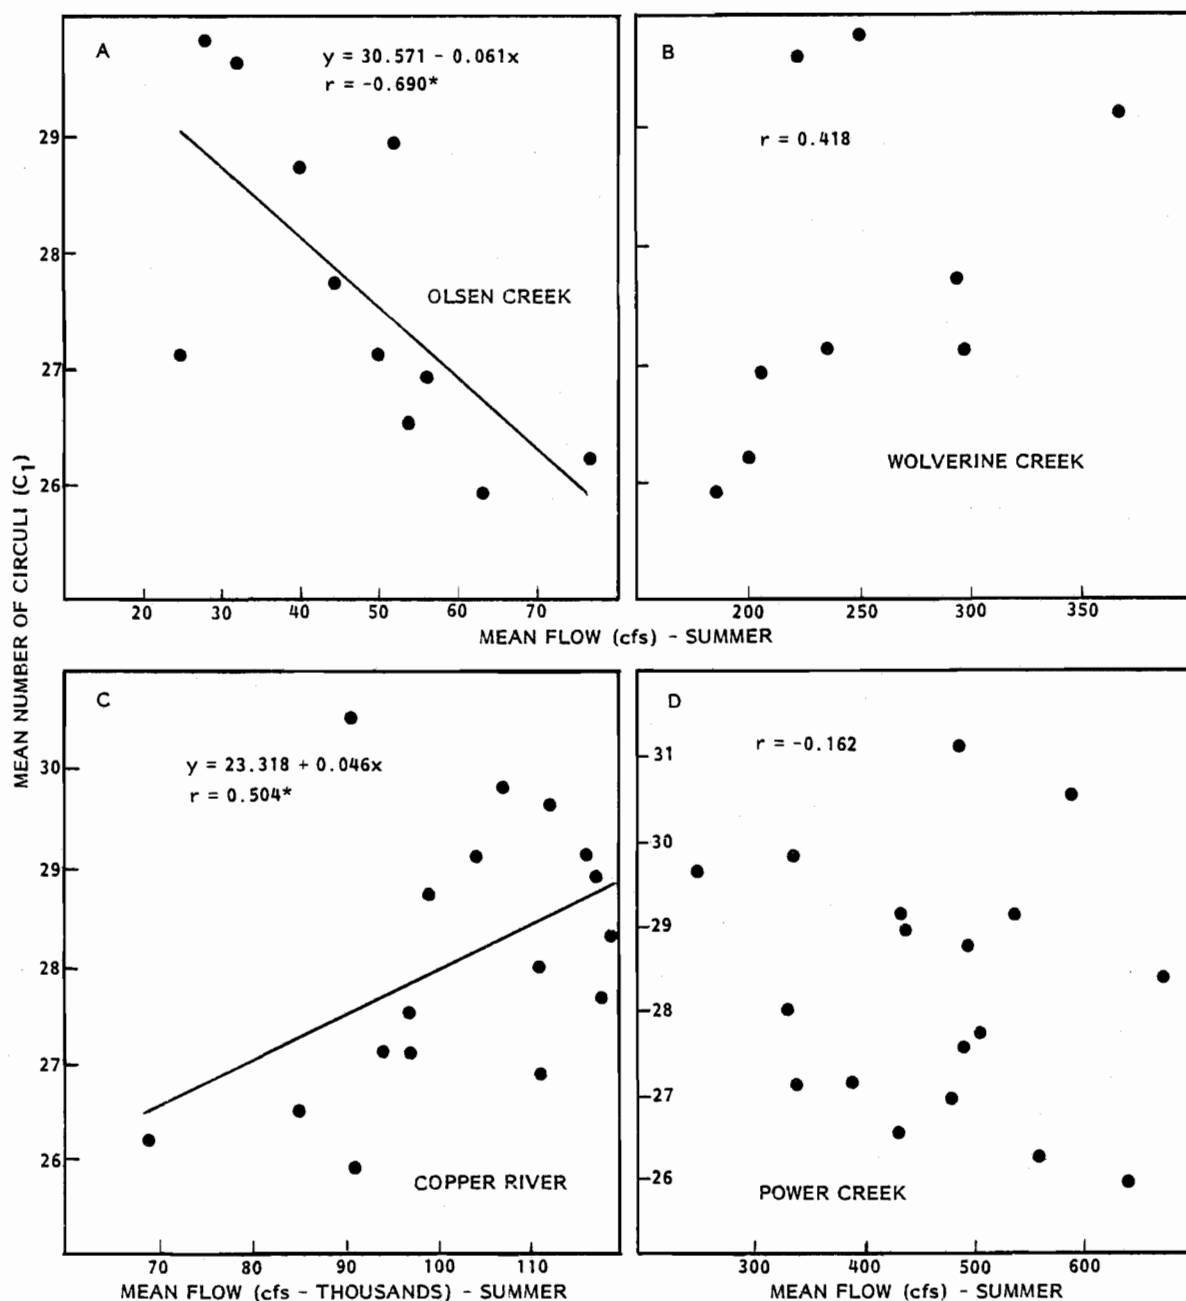 A
y = 30.571 - 0.061x
r = -0.690*
29
28
27
26
OLSEN CREEK
20 30 40 50 60 70
B
r = 0.418
WOLVERINE CREEK
200 250 300 350
MEAN FLOW (cfs) - SUMMER
MEAN NUMBER OF CIRCULI (C1)
C
y = 23.318 + 0.046x
r = 0.504*
30
29
28
27
26
COPPER RIVER
70 80 90 100 110
MEAN FLOW (cfs - THOUSANDS) - SUMMER
D
r = -0.162
31
30
29
28
27
26
POWER CREEK
300 400 500 600
MEAN FLOW (cfs) - SUMMER